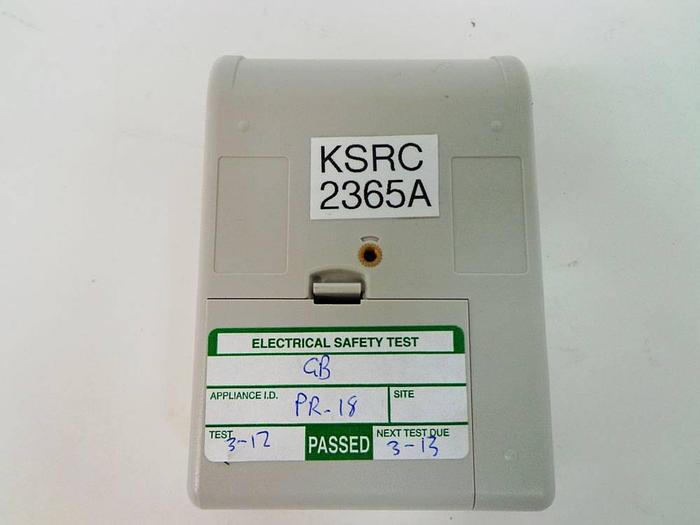 KSRC
2365A
ELECTRICAL SAFETY TEST
GB
APPLIANCE I.D. PR-18 SITE
TEST 3-12 PASSED NEXT TEST DUE 3-13